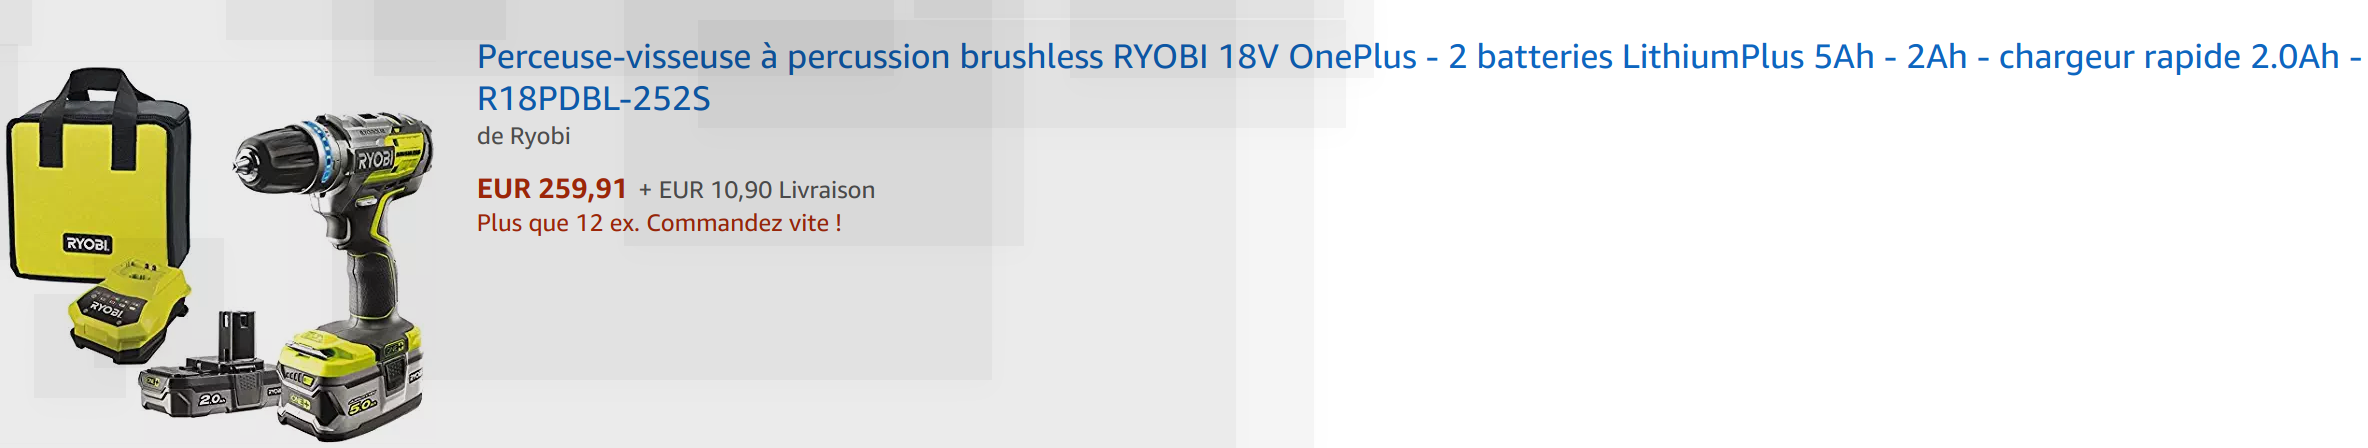 Perceuse-visseuse à percussion brushless RYOBI 18V OnePlus - 2 batteries LithiumPlus 5Ah - 2Ah - chargeur rapide 2.0Ah -
R18PDBL-252S
de Ryobi
EUR 259,91 + EUR 10,90 Livraison
Plus que 12 ex. Commandez vite !
RYOBI
RYOBI
RYOBI
2.0
5.0